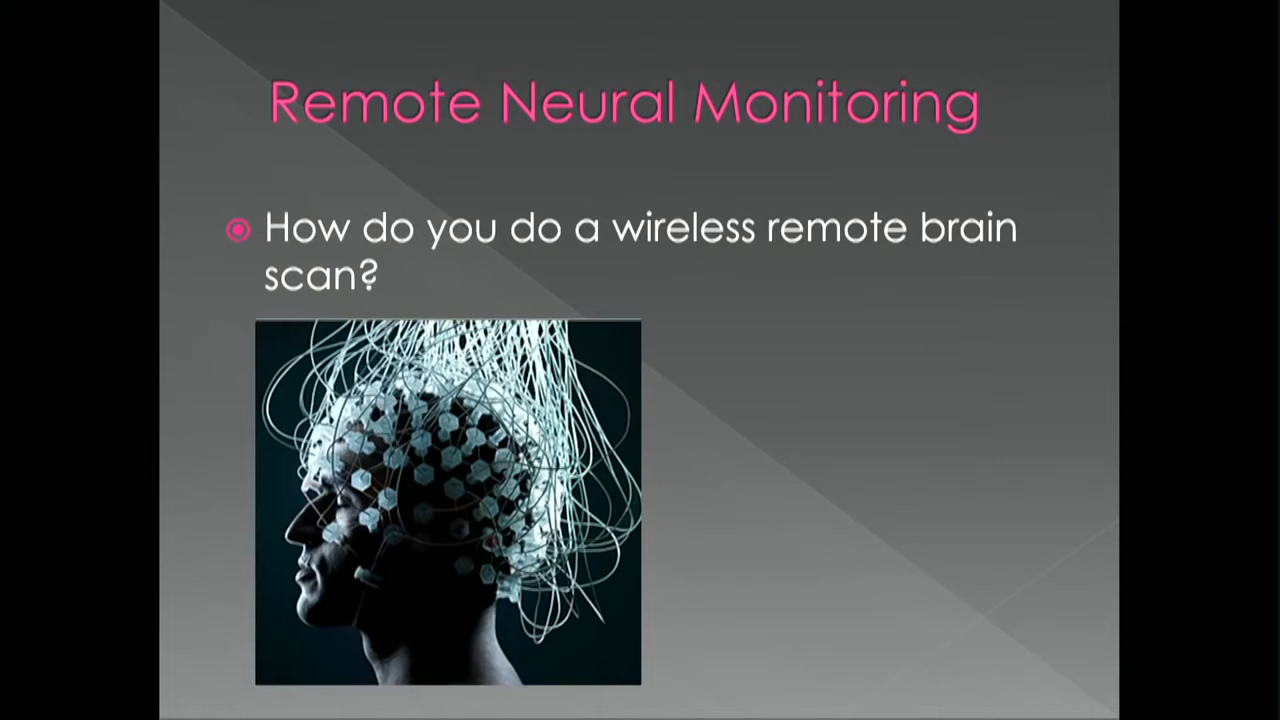 Remote Neural Monitoring
How do you do a wireless remote brain
scan?